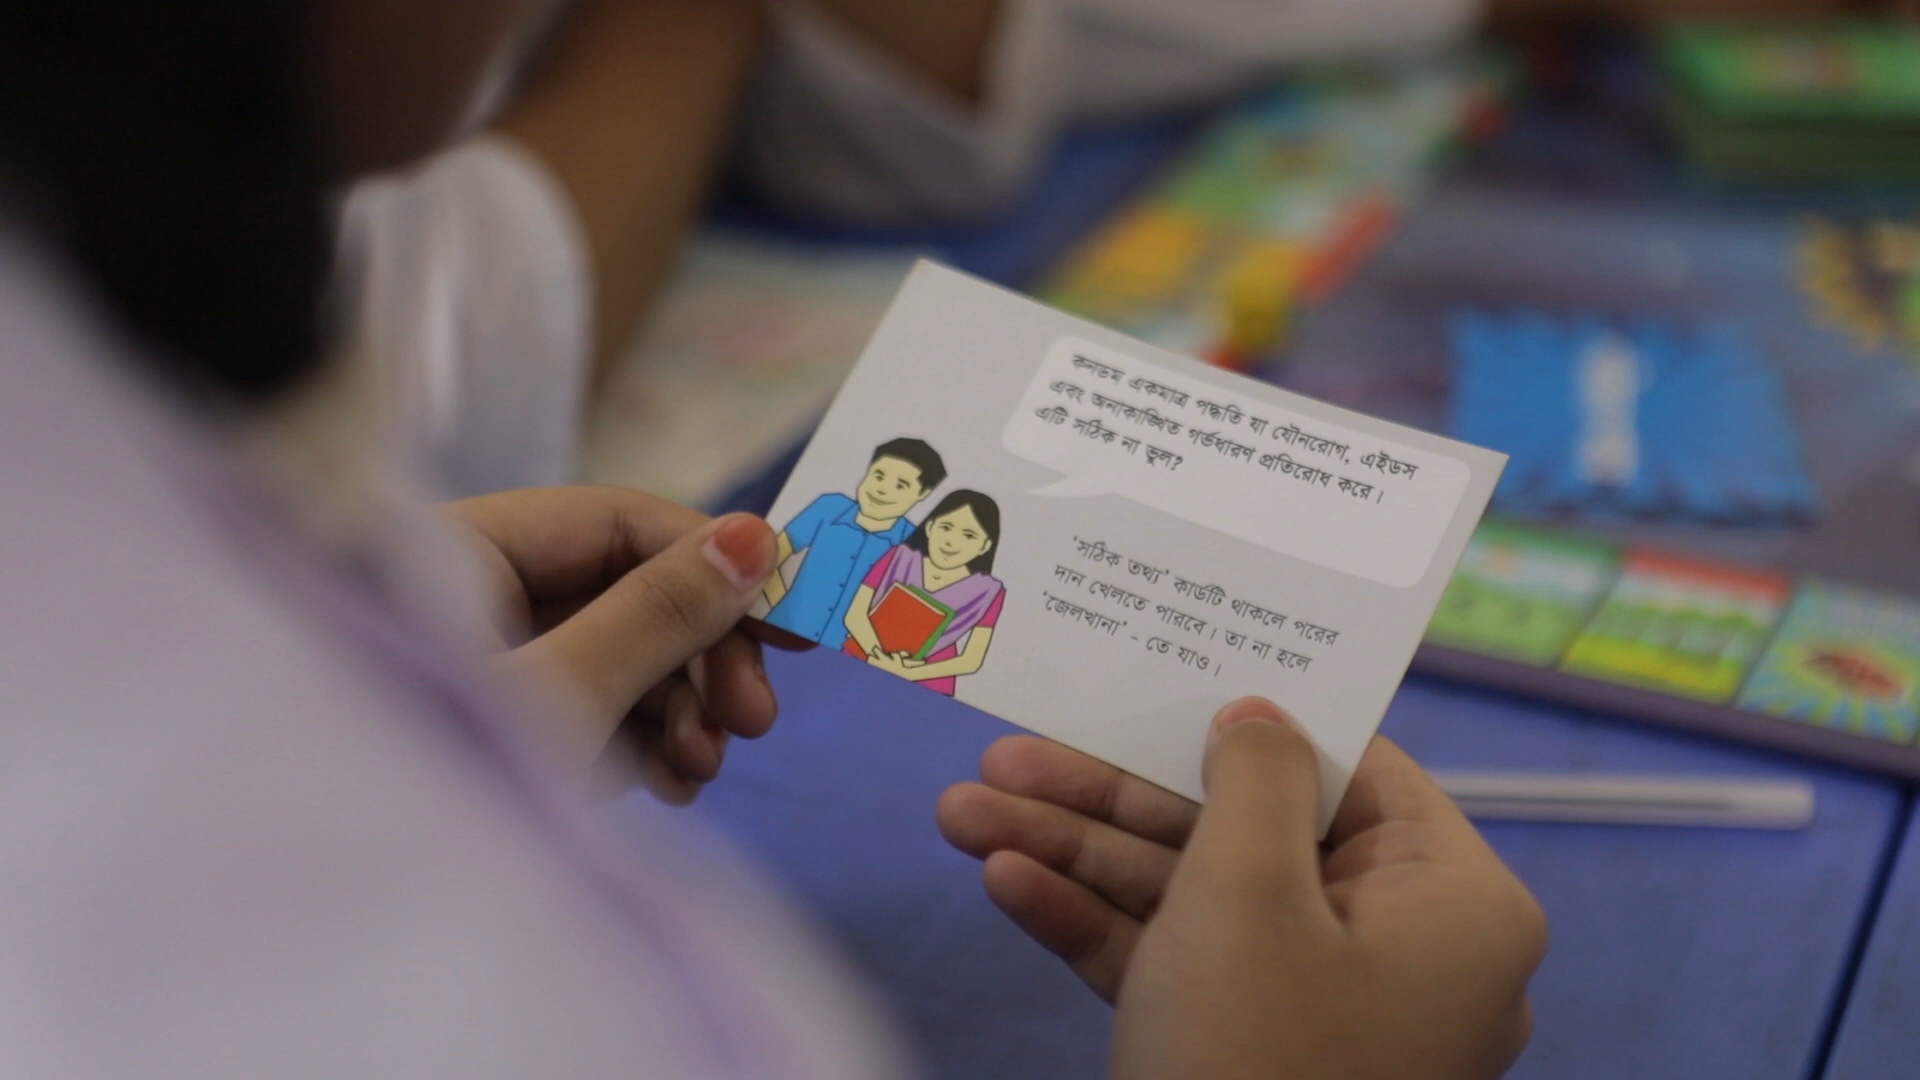 কনডম একমাত্র পদ্ধতি যা যৌনরোগ, এইডস
এবং অনাকাঙ্খিত গর্ভধারণ প্রতিরোধ করে।
এটি সঠিক না ভুল?
‘সঠিক তথ্য’ কার্ডটি থাকলে পরের
দান খেলতে পারবে। তা না হলে
‘জেলখানা’ - তে যাও।